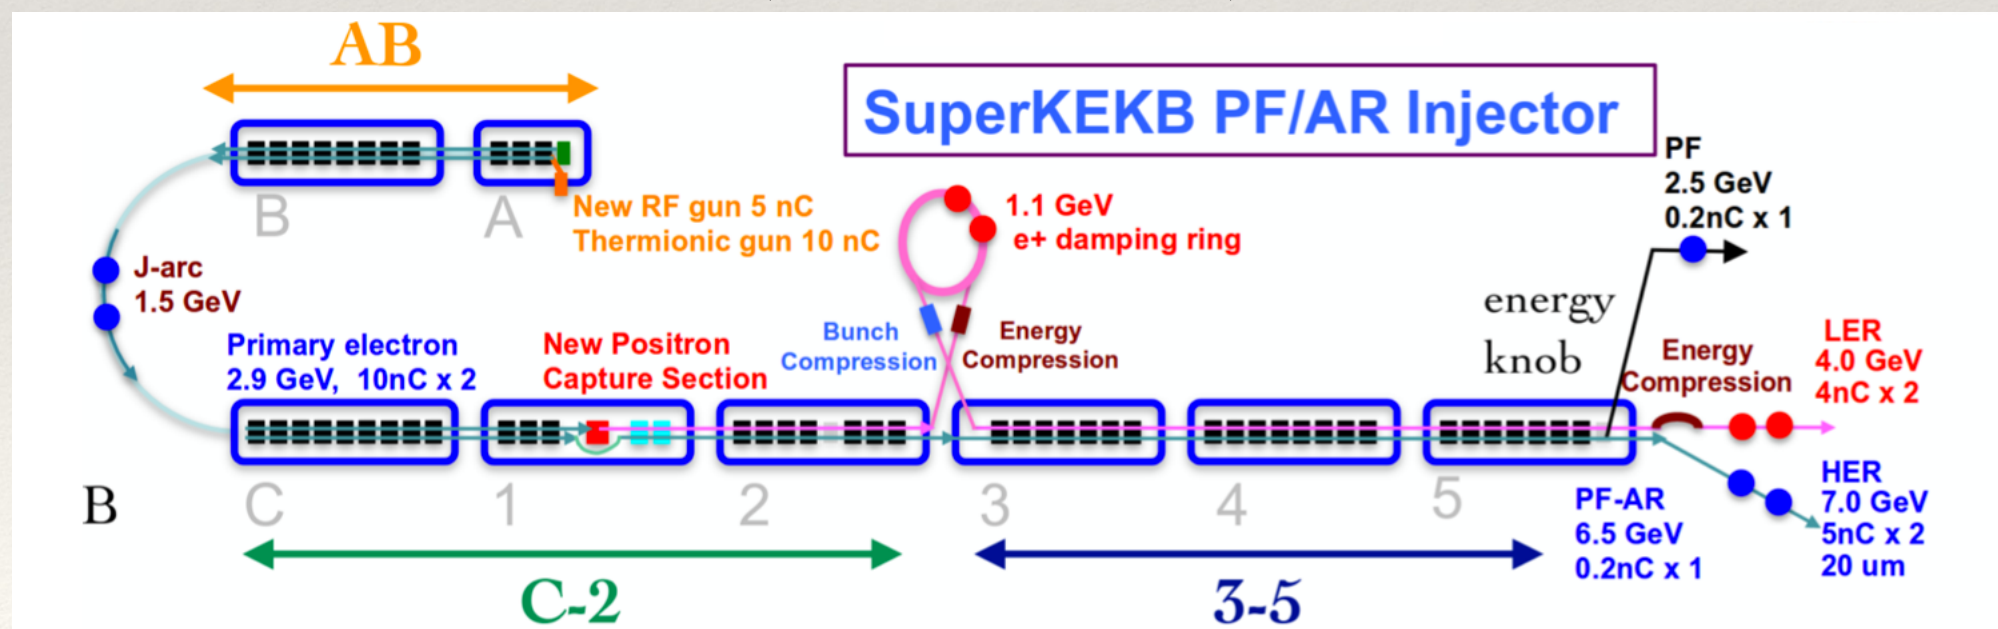 AB
SuperKEKB PF/AR Injector
B
A
New RF gun 5 nC
Thermionic gun 10 nC
1.1 GeV
e+ damping ring
PF
2.5 GeV
0.2nC x 1
J-arc
1.5 GeV
Primary electron
2.9 GeV, 10nC x 2
New Positron
Capture Section
Bunch
Compression
Energy
Compression
energy
knob
Energy
Compression
LER
4.0 GeV
4nC x 2
B
C
1
2
3
4
5
PF-AR
6.5 GeV
0.2nC x 1
HER
7.0 GeV
5nC x 2
20 um
C-2
3-5